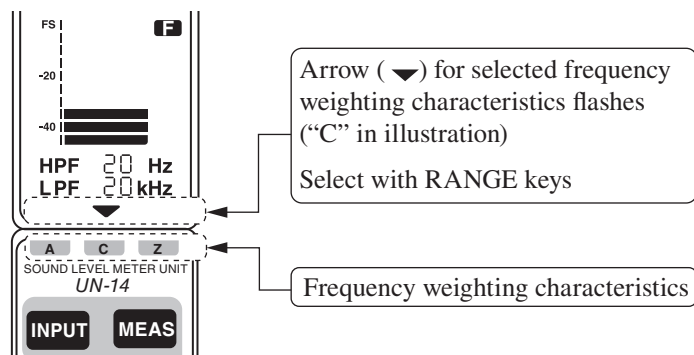 FS
F
-20
-40
HPF 20 Hz
LPF 20 kHz
A C Z
SOUND LEVEL METER UNIT
UN-14
INPUT MEAS
Arrow ( ▼ ) for selected frequency
weighting characteristics flashes
(“C” in illustration)
Select with RANGE keys
Frequency weighting characteristics